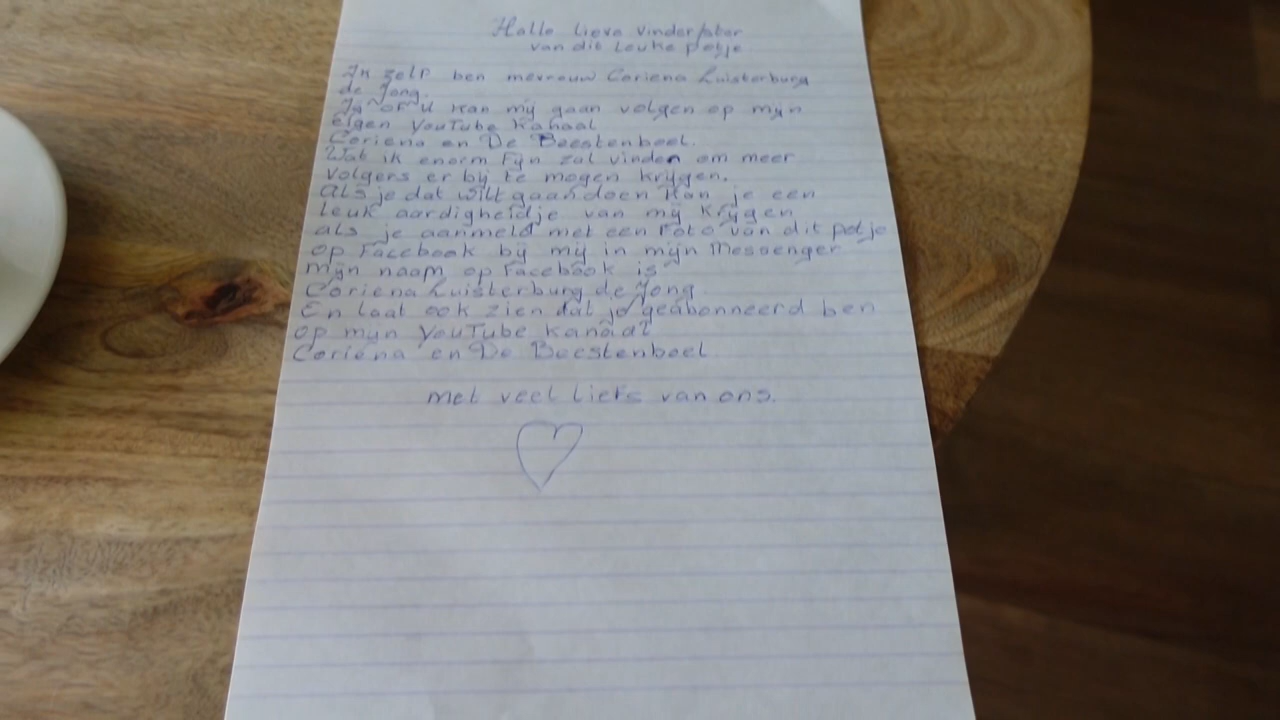 Hallo lieve vinder/ster
van dit leuke petje
Ik zelf ben mevrouw Coriena Luisterburg
de Jong.
Jij of U kan mij gaan volgen op mijn
eigen YouTube Kanaal
Coriena en De Beestenboel.
Wat ik enorm Fijn zal vinden om meer
volgers er bij te mogen krijgen.
Als je dat wilt gaan doen kan je een
leuk aardigheidje van mij krijgen
als je aanmeld met een Foto van dit petje
op Facebook bij mij in mijn Messenger
Mijn naam op Facebook is
Coriena Luisterburg de Jong
En laat ook zien dat je geabonneerd ben
op mijn YouTube kanaal
Coriena en De Beestenboel
Met veel liefs van ons.